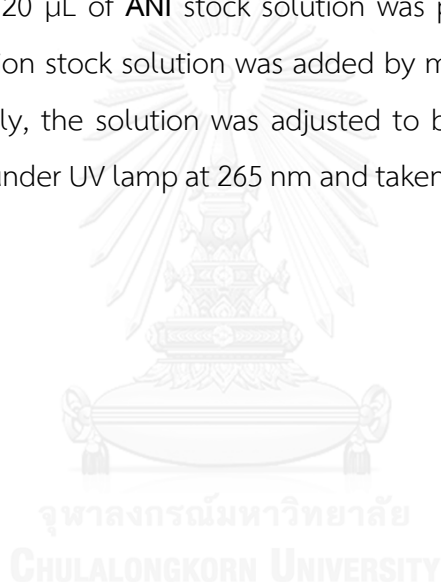 20 µL of ANI stock solution was p
ion stock solution was added by m
ly, the solution was adjusted to b
under UV lamp at 265 nm and taken
จุฬาลงกรณ์มหาวิทยาลัย
CHULALONGKORN UNIVERSITY